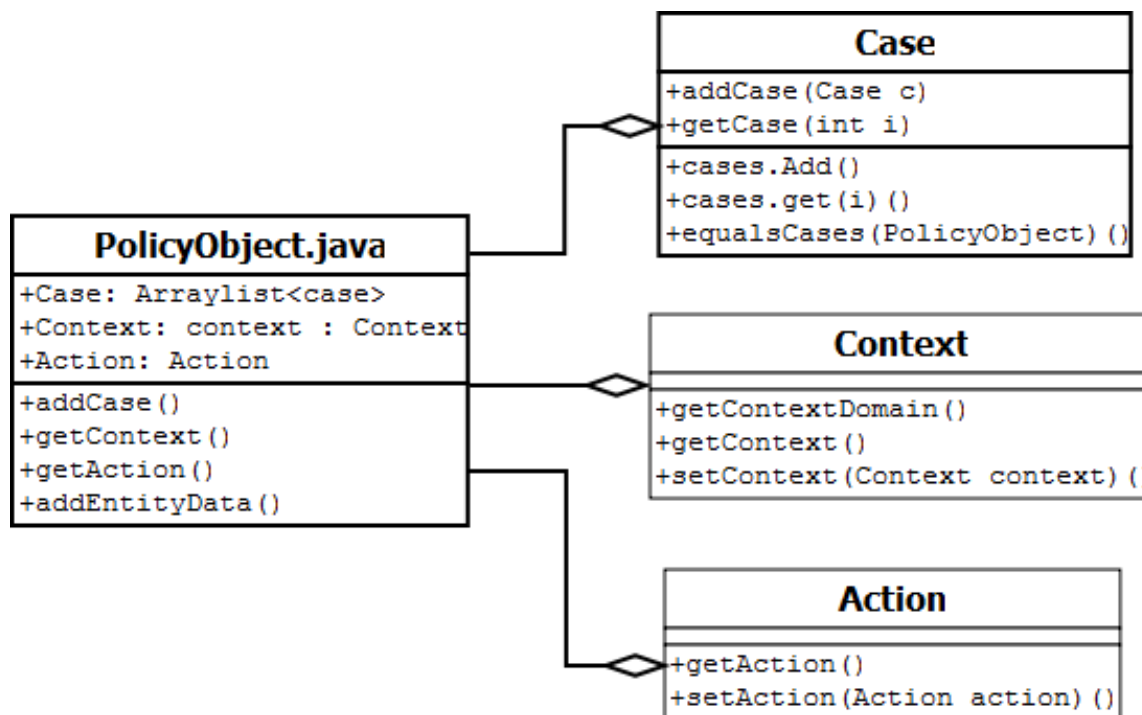 Case
+addCase(Case c)
+getCase(int i)
+cases.Add()
+cases.get(i)()
+equalsCases(PolicyObject)()
PolicyObject.java
+Case: Arraylist<case>
+Context: context : Context
+Action: Action
+addCase()
+getContext()
+getAction()
+addEntityData()
Context
+getContextDomain()
+getContext()
+setContext(Context context)(
Action
+getAction()
+setAction(Action action)()